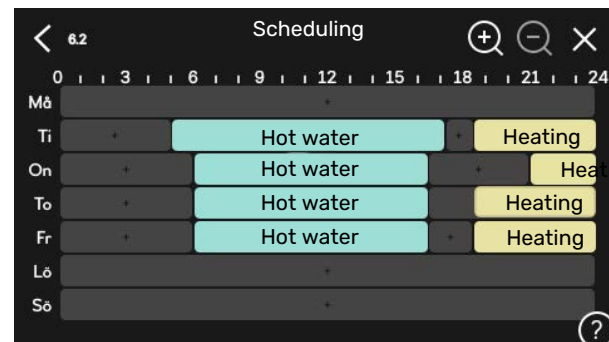 6.2 Scheduling
0 3 6 9 12 15 18 21 24
Må
Ti Hot water Heating
On Hot water Heat
To Hot water Heating
Fr Hot water Heating
Lö
Sö
?